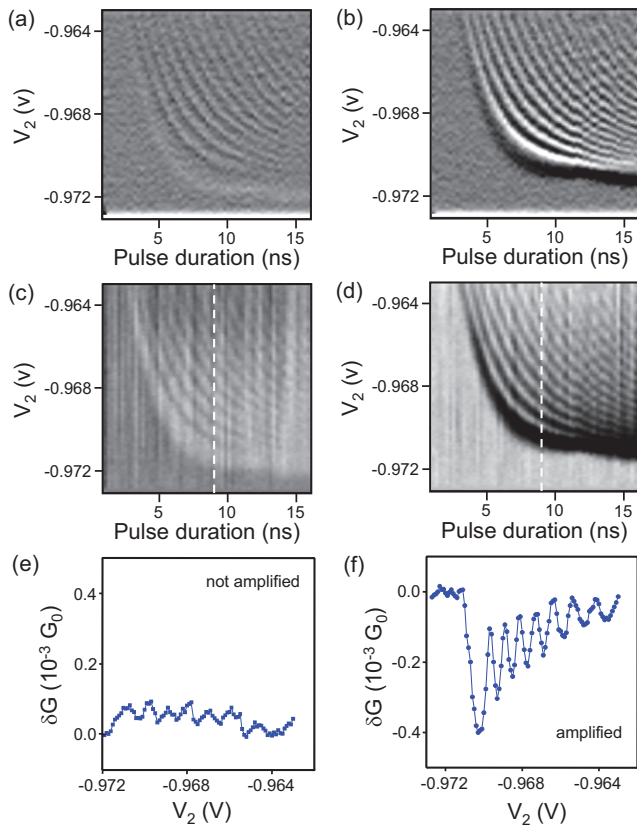 (a)
-0.964
-0.968
-0.972
V2 (v)
5 10 15
Pulse duration (ns)
(b)
-0.964
-0.968
-0.972
V2 (v)
5 10 15
Pulse duration (ns)
(c)
-0.964
-0.968
-0.972
V2 (v)
5 10 15
Pulse duration (ns)
(d)
-0.964
-0.968
-0.972
V2 (v)
5 10 15
Pulse duration (ns)
(e)
not amplified
0.4
0.2
0.0
δG (10⁻³ G₀)
-0.972 -0.968 -0.964
V₂ (V)
(f)
0.0
-0.2
-0.4
δG (10⁻³ G₀)
amplified
-0.972 -0.968 -0.964
V₂ (V)